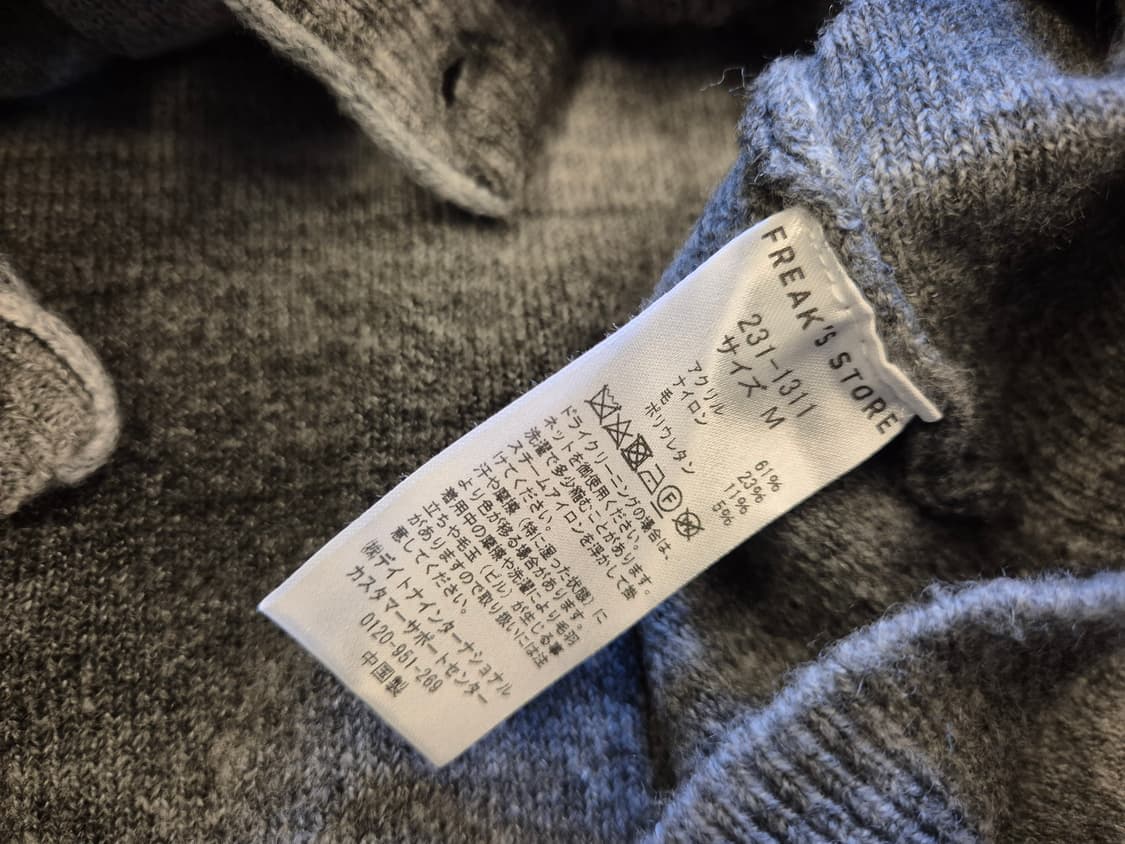 FREAK'S STORE
231-1311
サイズ M
アクリル 61%
ナイロン 23%
毛 11%
ポリウレタン 5%
ドライクリーニングの場合は、
ネットを御使用ください。
洗濯で多少縮むことがあります。
スチームアイロンを浮かして掛
けてください。
汗や摩擦（特に湿った状態）に
より色が移る場合があります。
着用中の摩擦や洗濯により毛羽
立ちや毛玉（ピル）が生じる事
がありますので取り扱いには注
意してください。
㈱デイトナインターナショナル
カスタマーサポートセンター
0120-951-269
中国製